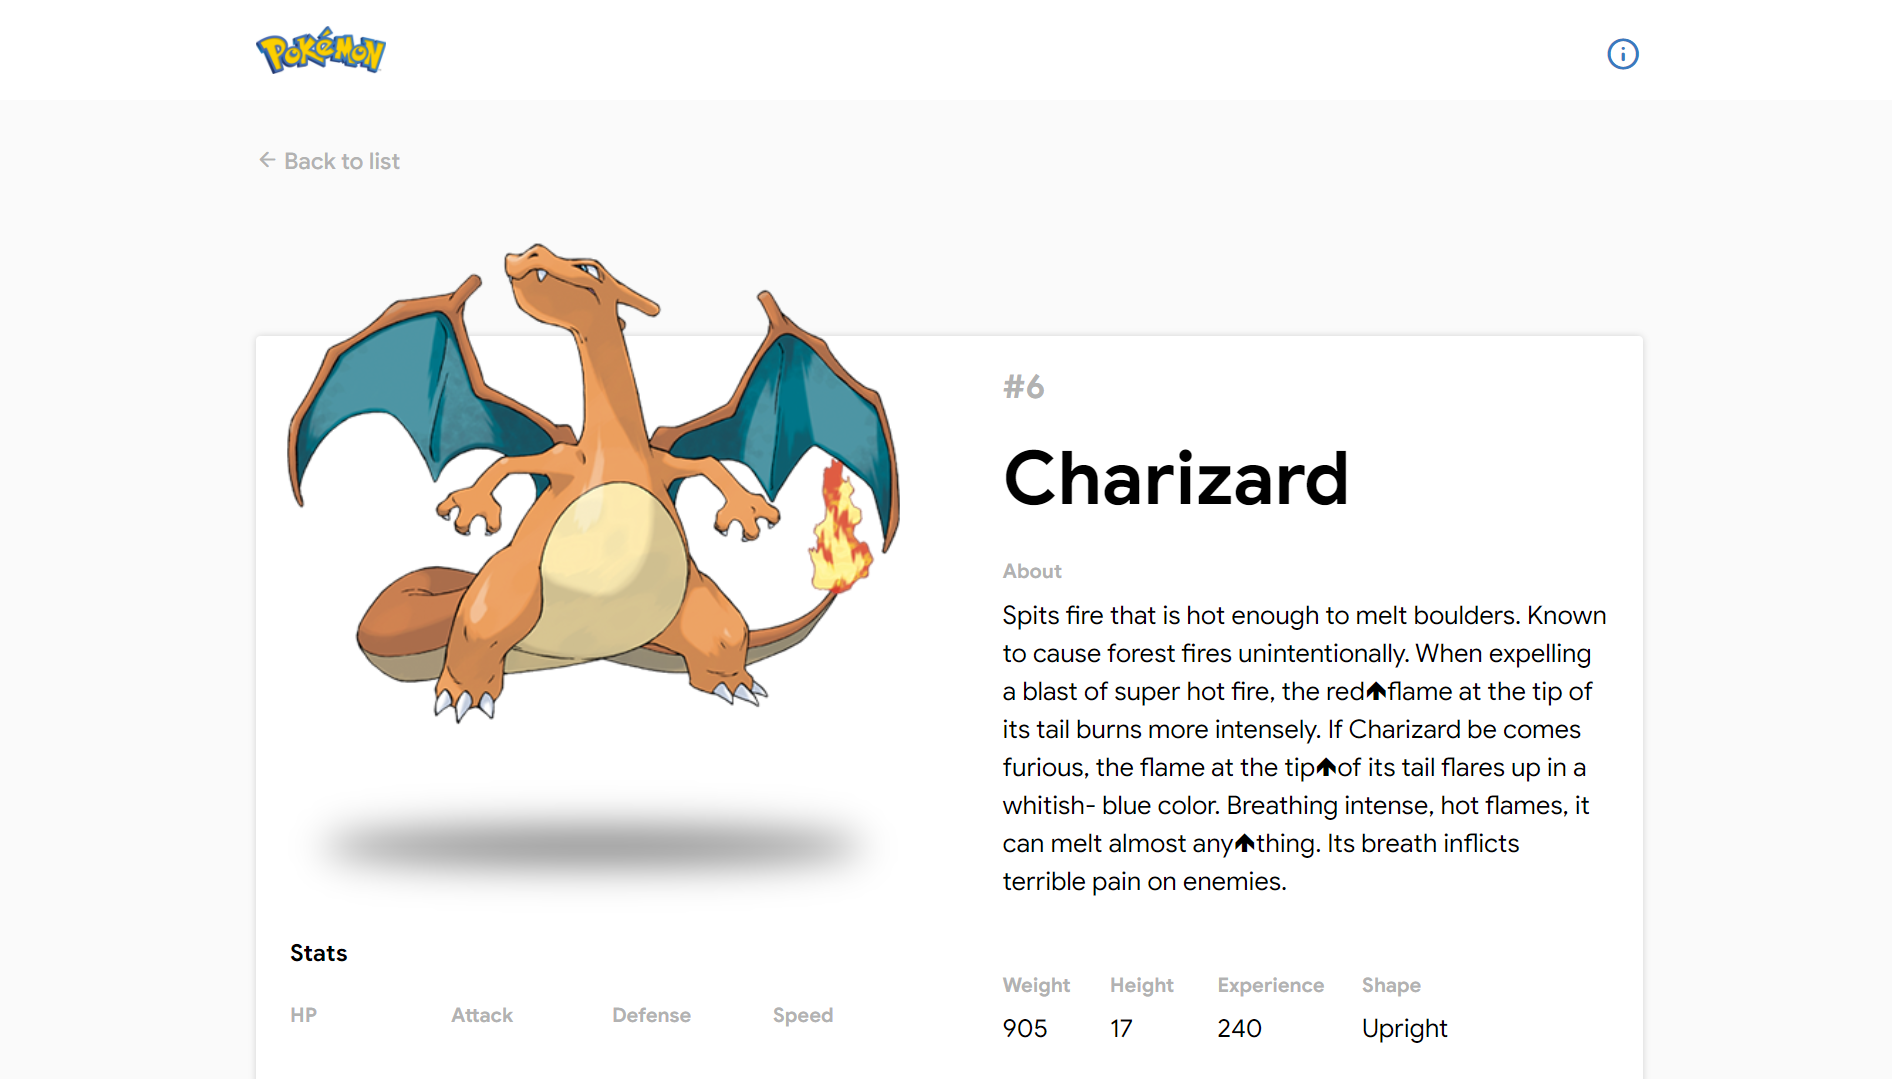 POKéMON
Back to list
#6
Charizard
About
Spits fire that is hot enough to melt boulders. Known
to cause forest fires unintentionally. When expelling
a blast of super hot fire, the red🡅flame at the tip of
its tail burns more intensely. If Charizard be comes
furious, the flame at the tip🡅of its tail flares up in a
whitish- blue color. Breathing intense, hot flames, it
can melt almost any🡅thing. Its breath inflicts
terrible pain on enemies.
Stats
HP Attack Defense Speed
Weight Height Experience Shape
905 17 240 Upright